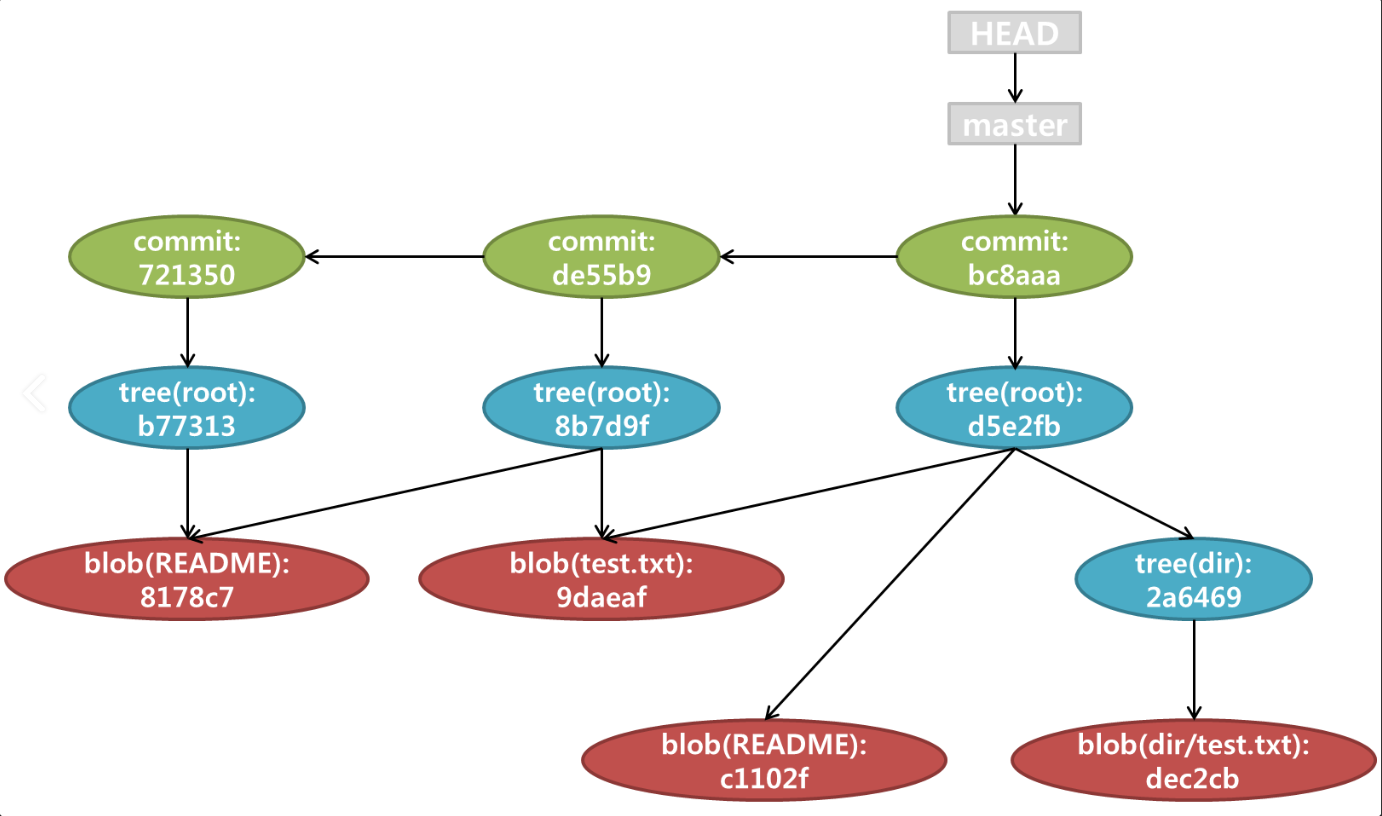 HEAD
master
commit:
721350
commit:
de55b9
commit:
bc8aaa
tree(root):
b77313
tree(root):
8b7d9f
tree(root):
d5e2fb
blob(README):
8178c7
blob(test.txt):
9daeaf
tree(dir):
2a6469
blob(README):
c1102f
blob(dir/test.txt):
dec2cb